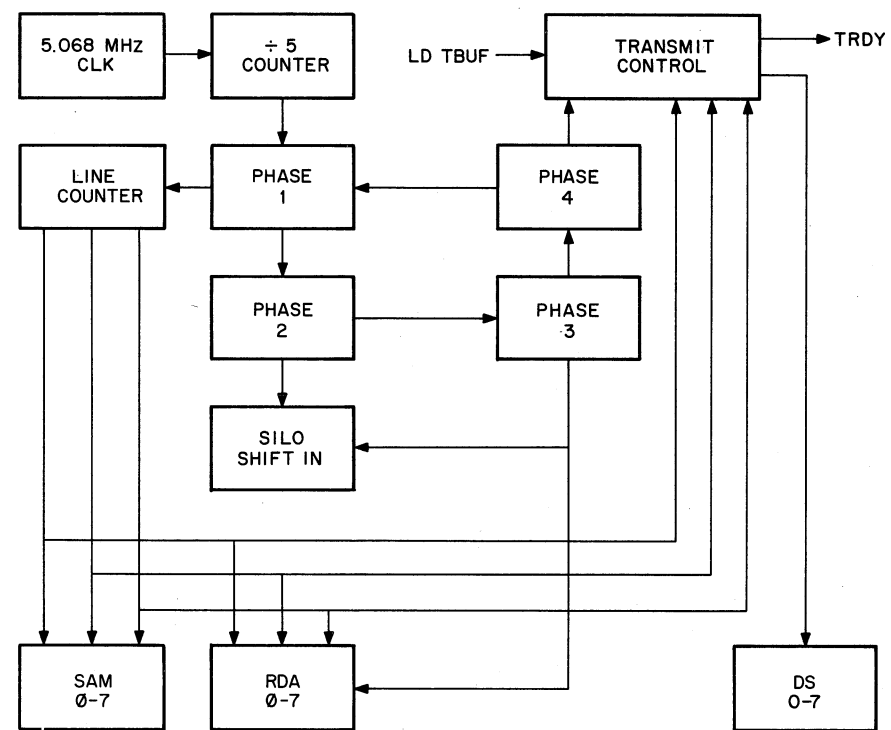 5.068 MHz
CLK
÷ 5
COUNTER
LD TBUF
TRANSMIT
CONTROL
TRDY
LINE
COUNTER
PHASE
1
PHASE
4
PHASE
2
PHASE
3
SILO
SHIFT IN
SAM
Ø-7
RDA
Ø-7
DS
0-7